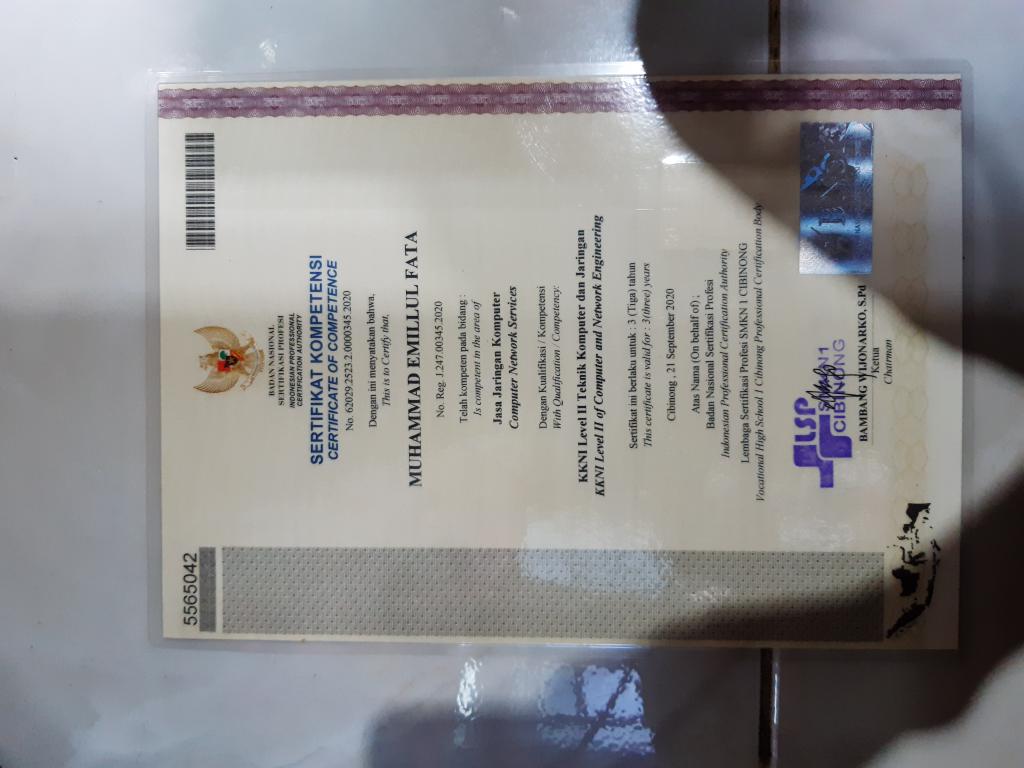 5565042
BADAN NASIONAL
SERTIFIKASI PROFESI
INDONESIAN PROFESSIONAL
CERTIFICATION AUTHORITY
SERTIFIKAT KOMPETENSI
CERTIFICATE OF COMPETENCE
No. 62029.2523.2.0000345.2020
Dengan ini menyatakan bahwa,
This is to Certify that,
MUHAMMAD EMILLUL FATA
No. Reg. J.247.00345.2020
Telah kompeten pada bidang :
Is competent in the area of
Jasa Jaringan Komputer
Computer Network Services
Dengan Kualifikasi / Kompetensi
With Qualification / Competency:
KKNI Level II Teknik Komputer dan Jaringan
KKNI Level II of Computer and Network Engineering
Sertifikat ini berlaku untuk : 3 (Tiga) tahun
This certificate is valid for : 3(three) years
Cibinong , 21 September 2020
Atas Nama (On behalf of) ;
Badan Nasional Sertifikasi Profesi
Indonesian Professional Certification Authority
Lembaga Sertifikasi Profesi SMKN 1 CIBINONG
Vocational High School 1 Cibinong Professional Certification Body
LSP
SMKN1
CIBINONG
BAMBANG WIJIONARKO, S.Pd
Ketua
Chairman